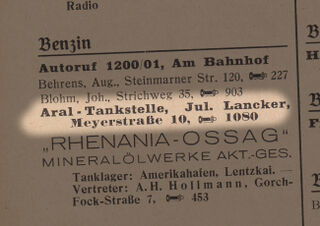 Radio
Benzin
Autoruf 1200/01, Am Bahnhof
Behrens, Aug., Steinmarner Str. 120, 227
Blohm, Joh., Strichweg 35, 903
Aral-Tankstelle, Jul. Lancker,
Meyerstraße 10, 1080
„RHENANIA-OSSAG“
MINERALÖLWERKE AKT.-GES.
Tanklager: Amerikahafen, Lentzkai. —
Vertreter: A. H. Hollmann, Gorch-
Fock-Straße 7, 453